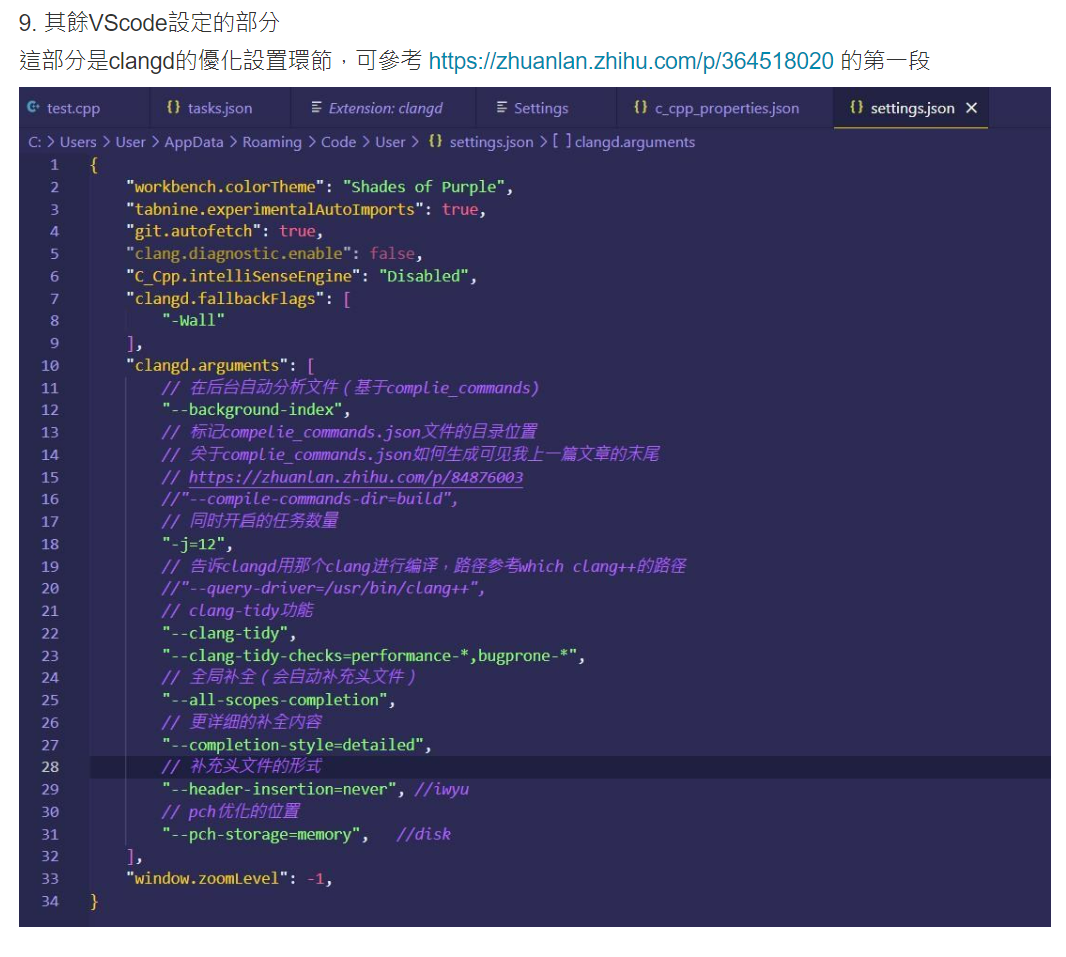 9. 其餘VScode設定的部分
這部分是clangd的優化設置環節，可參考 https://zhuanlan.zhihu.com/p/364518020 的第一段
test.cpp {} tasks.json Extension: clangd Settings {} c_cpp_properties.json {} settings.json ×
C: > Users > User > AppData > Roaming > Code > User > {} settings.json > [ ] clangd.arguments
1 {
2 "workbench.colorTheme": "Shades of Purple",
3 "tabnine.experimentalAutoImports": true,
4 "git.autofetch": true,
5 "clang.diagnostic.enable": false,
6 "C_Cpp.intelliSenseEngine": "Disabled",
7 "clangd.fallbackFlags": [
8 "-Wall"
9 ],
10 "clangd.arguments": [
11 // 在后台自动分析文件（基于complie_commands)
12 "--background-index",
13 // 标记compelie_commands.json文件的目录位置
14 // 关于complie_commands.json如何生成可见我上一篇文章的末尾
15 // https://zhuanlan.zhihu.com/p/84876003
16 //"--compile-commands-dir=build",
17 // 同时开启的任务数量
18 "-j=12",
19 // 告诉clangd用那个clang进行编译，路径参考which clang++的路径
20 //"--query-driver=/usr/bin/clang++",
21 // clang-tidy功能
22 "--clang-tidy",
23 "--clang-tidy-checks=performance-*,bugprone-*",
24 // 全局补全（会自动补充头文件）
25 "--all-scopes-completion",
26 // 更详细的补全内容
27 "--completion-style=detailed",
28 // 补充头文件的形式
29 "--header-insertion=never", //iwyu
30 // pch优化的位置
31 "--pch-storage=memory", //disk
32 ],
33 "window.zoomLevel": -1,
34 }